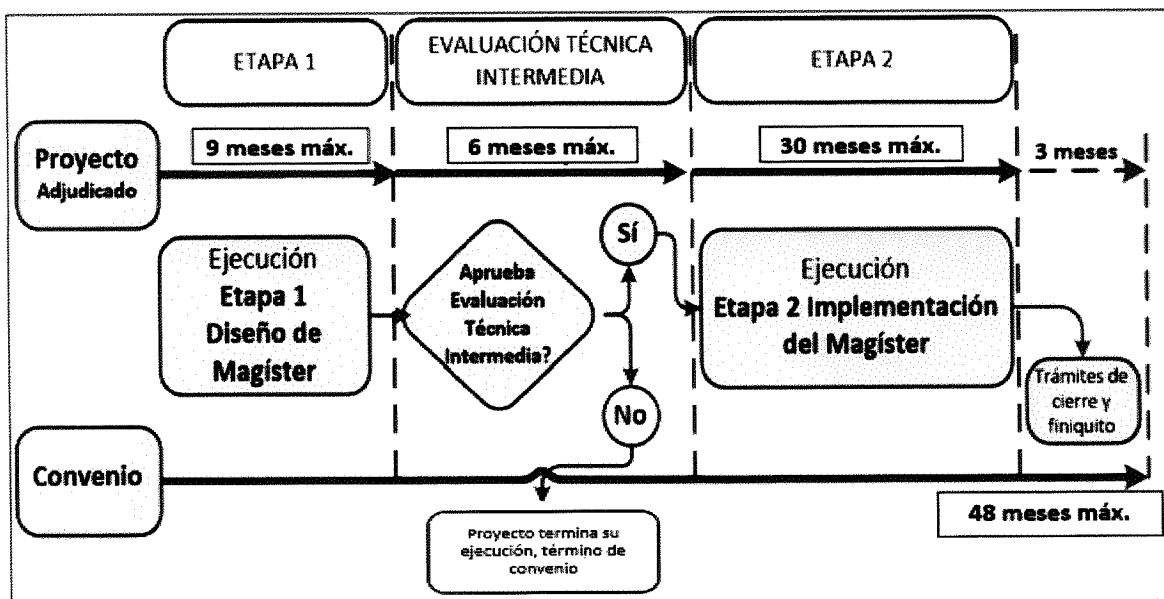 ETAPA 1
EVALUACIÓN TÉCNICA
INTERMEDIA
ETAPA 2
Proyecto
Adjudicado
9 meses máx.
6 meses máx.
30 meses máx.
3 meses
Ejecución
Etapa 1
Diseño de
Magíster
Aprueba
Evaluación
Técnica
Intermedia?
Sí
No
Ejecución
Etapa 2 Implementación
del Magíster
Trámites de
cierre y
finiquito
Convenio
48 meses máx.
Proyecto termina su
ejecución, término de
convenio